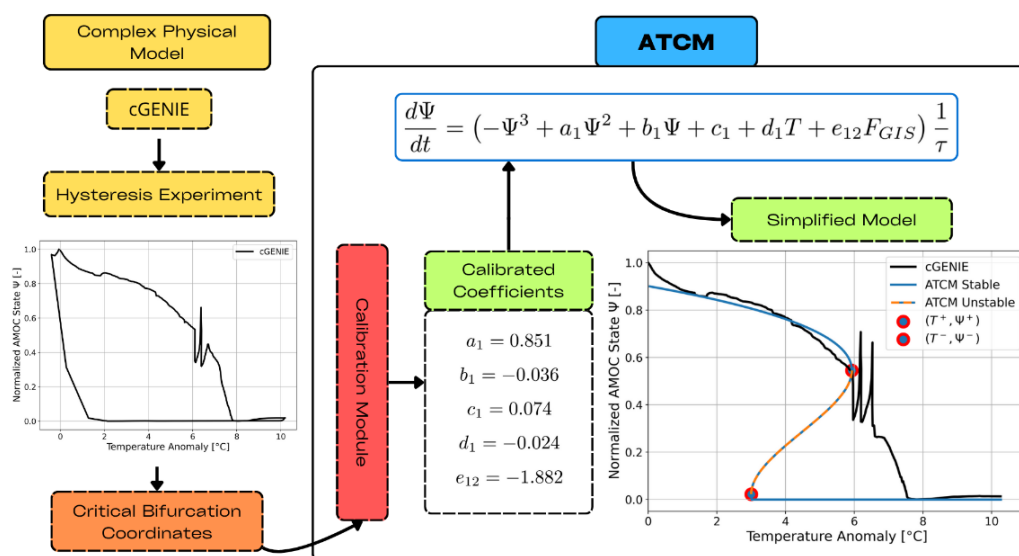 Complex Physical
Model
cGENIE
Hysteresis Experiment
Normalized AMOC State Ψ [-]
1.0
0.8
0.6
0.4
0.2
0.0
cGENIE
0
2
4
6
8
10
Temperature Anomaly [°C]
Critical Bifurcation
Coordinates
ATCM
dΨ/dt = (−Ψ³ + a₁Ψ² + b₁Ψ + c₁ + d₁T + e₁₂F_GIS) 1/τ
Calibration Module
Calibrated
Coefficients
a₁ = 0.851
b₁ = −0.036
c₁ = 0.074
d₁ = −0.024
e₁₂ = −1.882
Simplified Model
Normalized AMOC State Ψ [-]
1.0
0.8
0.6
0.4
0.2
0.0
cGENIE
ATCM Stable
ATCM Unstable
(T⁺, Ψ⁺)
(T⁻, Ψ⁻)
0
2
4
6
8
10
Temperature Anomaly [°C]